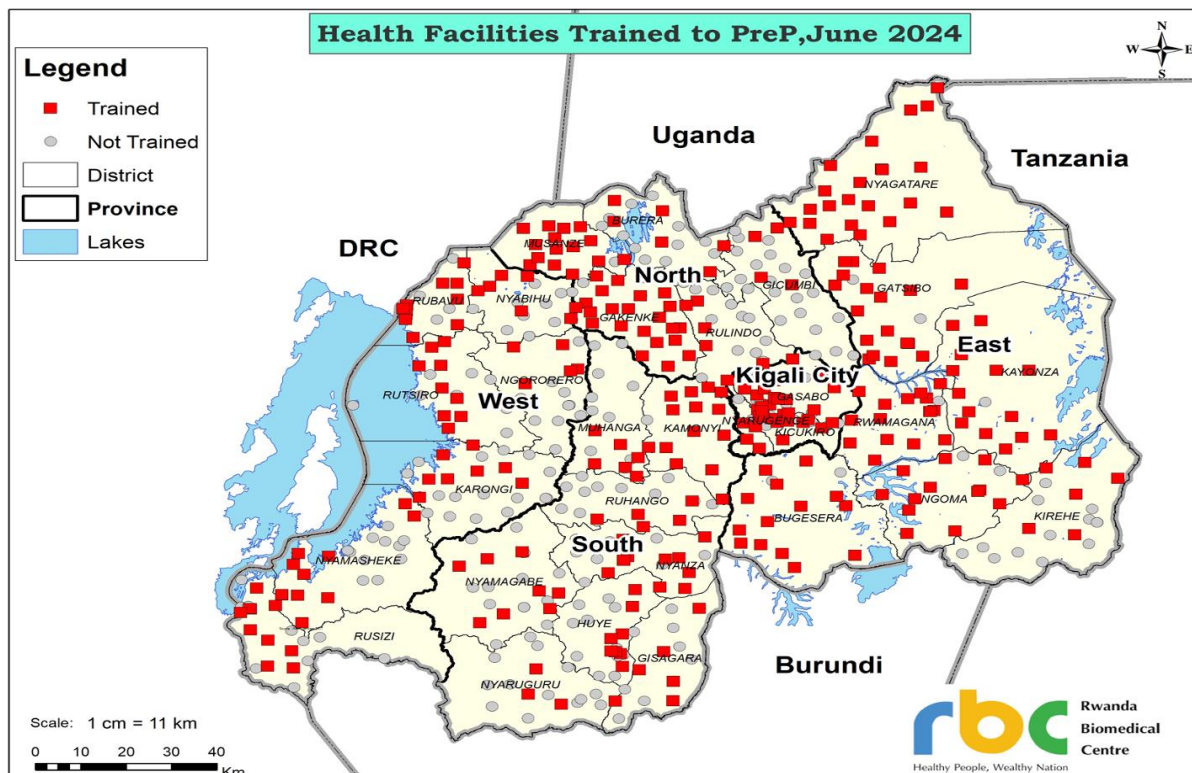 Health Facilities Trained to PreP,June 2024
N
W E
S
Legend
Trained
Not Trained
District
Province
Lakes
Uganda
Tanzania
DRC
NYAGATARE
BURERA
MUSANZE
North
GICUMBI
RUBAVU
NYABIHU
GATSIBO
GAKENKE
RULINDO
East
Kigali City
KAYONZA
NGORORERO
GASABO
RUTSIRO
West
MUHANGA
KAMONYI
NYARUGENGE
RWAMAGANA
KICUKIRO
KARONGI
RUHANGO
NGOMA
BUGESERA
KIREHE
South
NYAMASHEKE
NYANZA
NYAMAGABE
HUYE
RUSIZI
GISAGARA
Burundi
NYARUGURU
Scale: 1 cm = 11 km
0 5 10 20 30 40
Km
rbc
Rwanda
Biomedical
Centre
Healthy People, Wealthy Nation